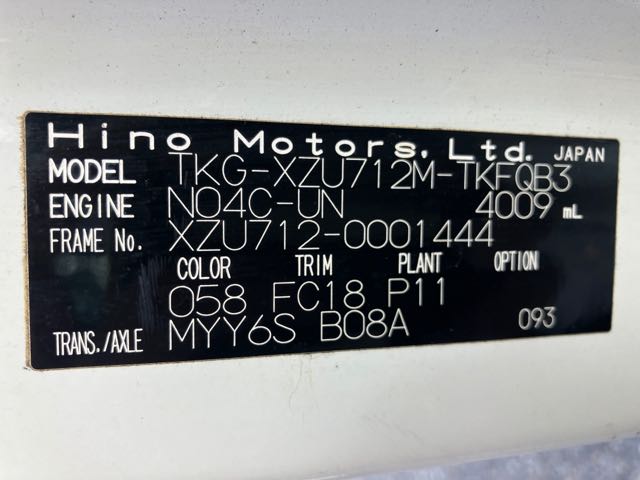 Hino Motors, Ltd. JAPAN
MODEL TKG-XZU712M-TKFQB3
ENGINE N04C-UN 4009 mL
FRAME No. XZU712-0001444
COLOR TRIM PLANT OPTION
058 FC18 P11
TRANS./AXLE MYY6S B08A 093